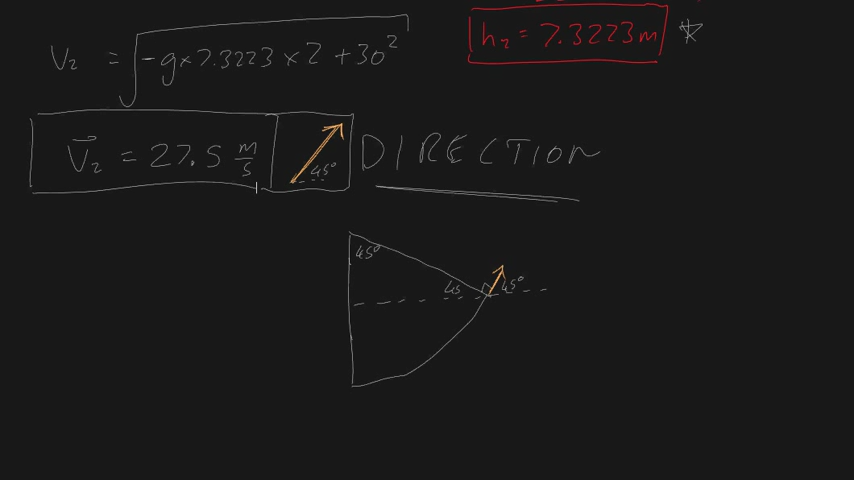 V₂ = √-g×7.3223×2+30²
h₂ = 7.3223m
V₂ = 27.5 m/s 45° DIRECTION
45°
45 45°